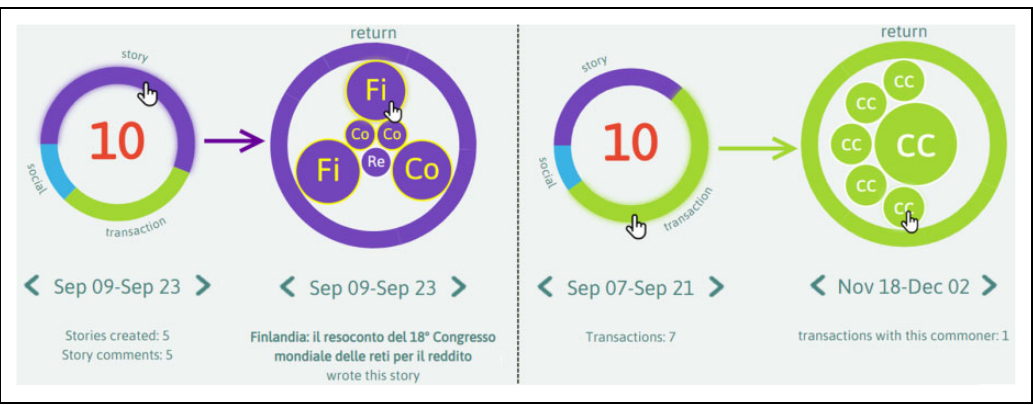 story
10
social
transaction
Sep 09-Sep 23
Stories created: 5
Story comments: 5
return
Fi
Co
Co
Re
Fi
Co
Sep 09-Sep 23
Finlandia: il resoconto del 18° Congresso
mondiale delle reti per il reddito
wrote this story
story
10
social
transaction
Sep 07-Sep 21
Transactions: 7
return
CC
CC
CC
CC
CC
CC
Nov 18-Dec 02
transactions with this commoner: 1